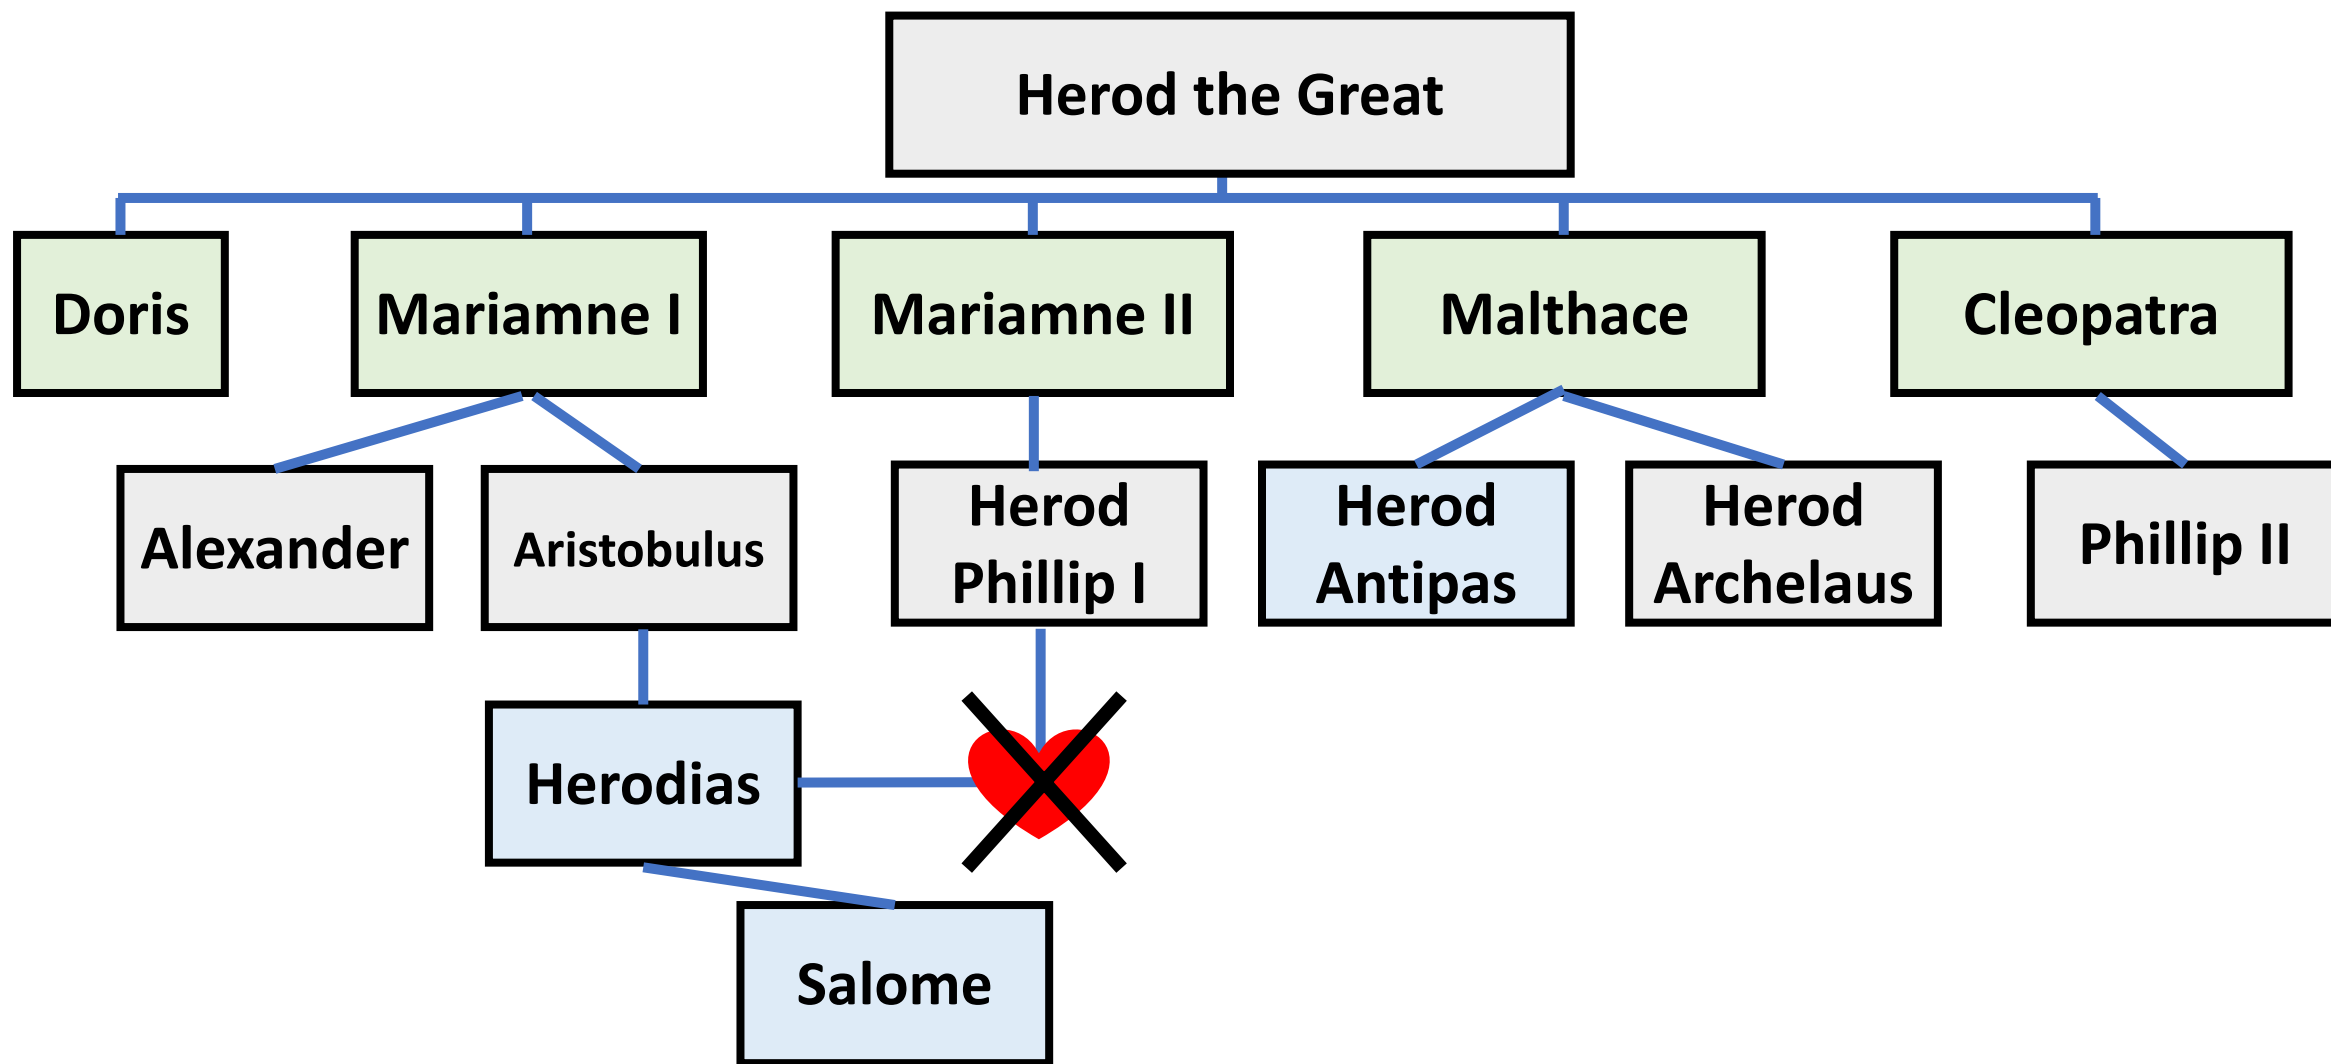 Herod the Great
Doris
Mariamne I
Mariamne II
Malthace
Cleopatra
Alexander
Aristobulus
Herod
Phillip I
Herod
Antipas
Herod
Archelaus
Phillip II
Herodias
Salome